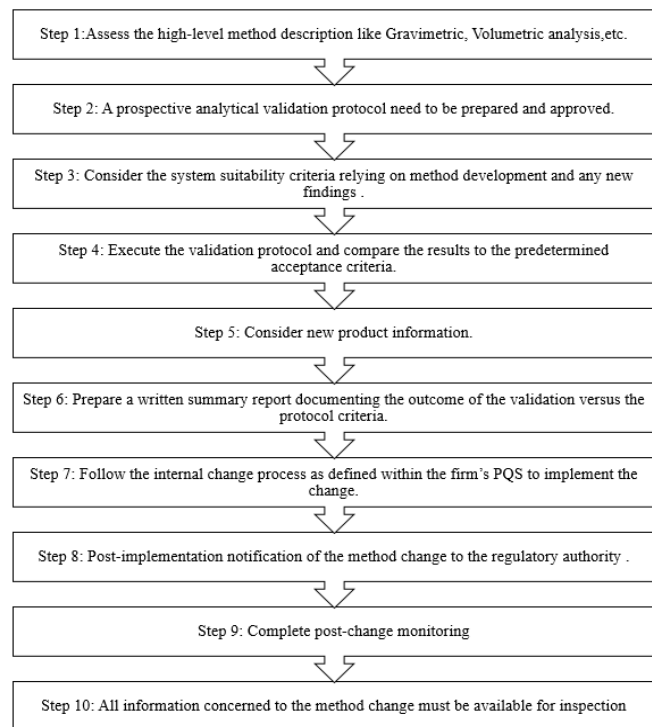 Step 1:Assess the high-level method description like Gravimetric, Volumetric analysis,etc.
Step 2: A prospective analytical validation protocol need to be prepared and approved.
Step 3: Consider the system suitability criteria relying on method development and any new
findings .
Step 4: Execute the validation protocol and compare the results to the predetermined
acceptance criteria.
Step 5: Consider new product information.
Step 6: Prepare a written summary report documenting the outcome of the validation versus the
protocol criteria.
Step 7: Follow the internal change process as defined within the firm's PQS to implement the
change.
Step 8: Post-implementation notification of the method change to the regulatory authority .
Step 9: Complete post-change monitoring
Step 10: All information concerned to the method change must be available for inspection